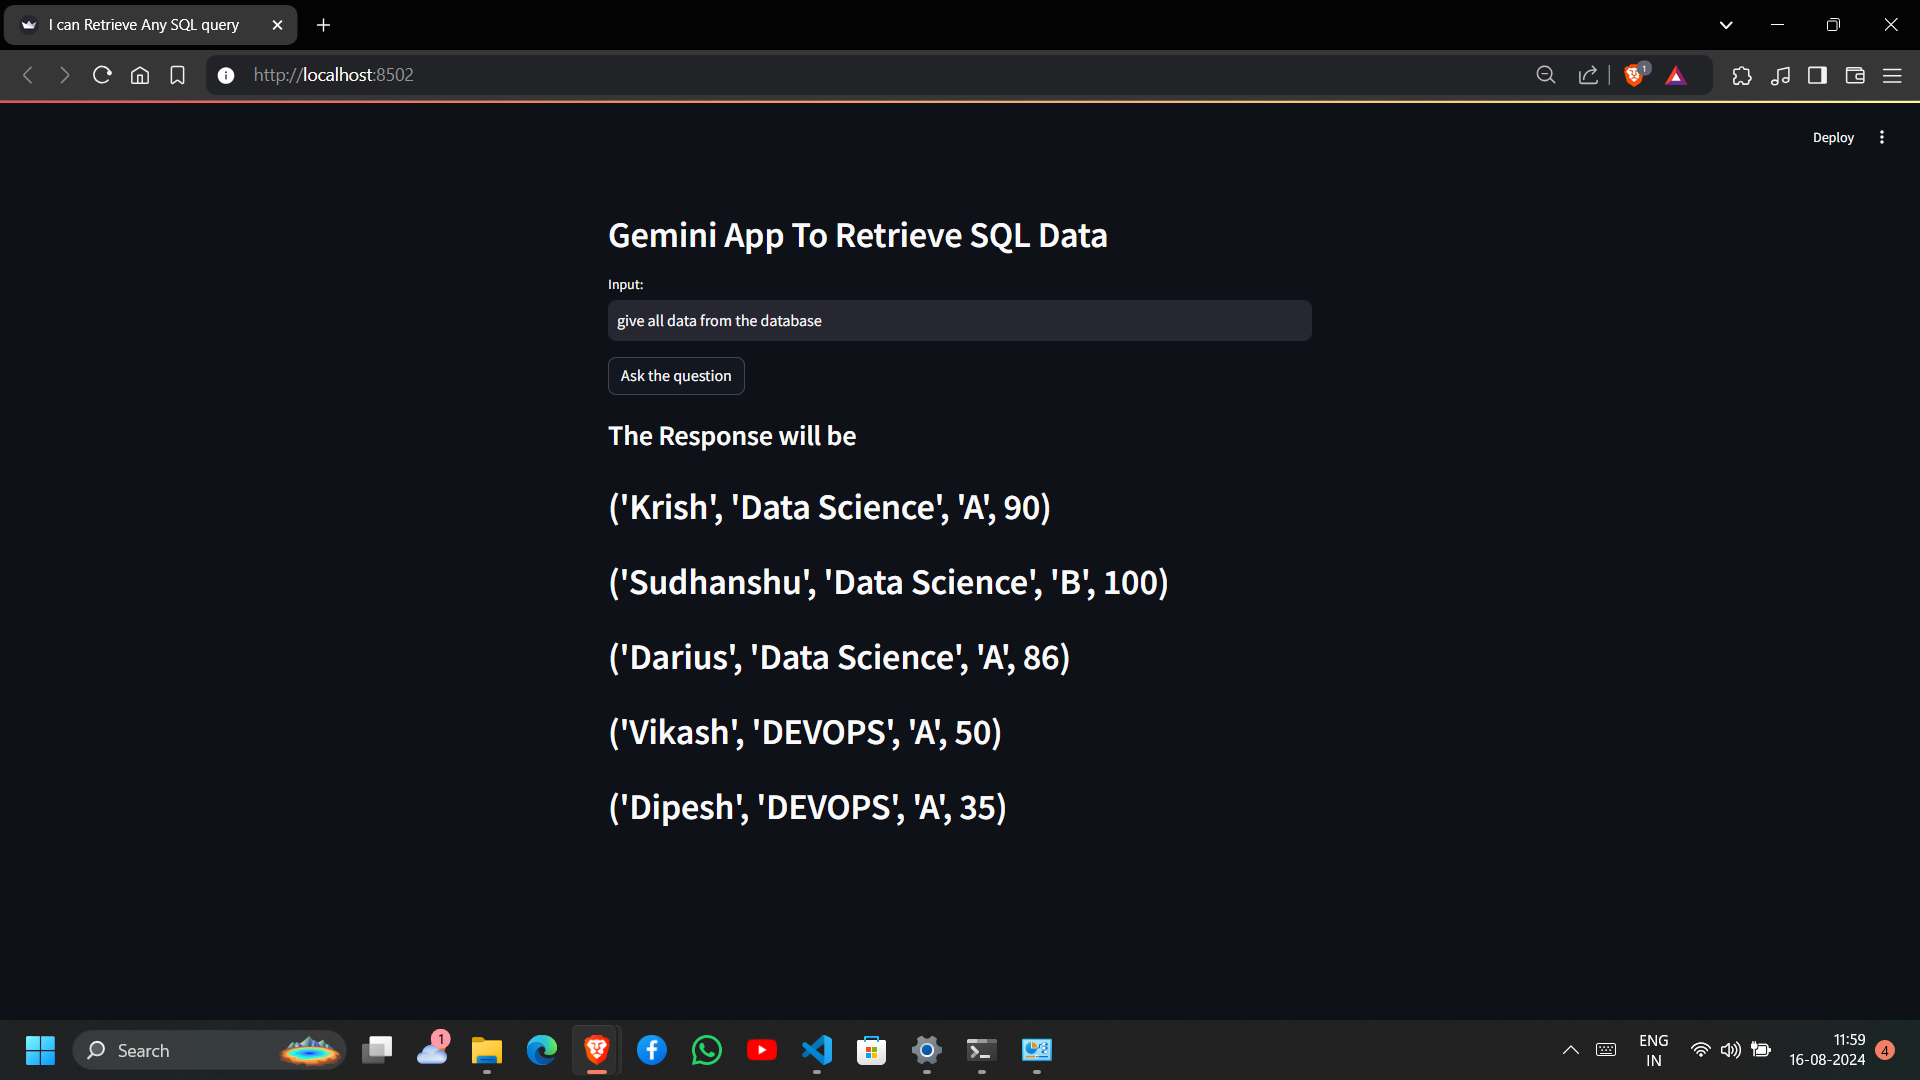 I can Retrieve Any SQL query
http://localhost:8502
1
Deploy
Gemini App To Retrieve SQL Data
Input:
give all data from the database
Ask the question
The Response will be
('Krish', 'Data Science', 'A', 90)
('Sudhanshu', 'Data Science', 'B', 100)
('Darius', 'Data Science', 'A', 86)
('Vikash', 'DEVOPS', 'A', 50)
('Dipesh', 'DEVOPS', 'A', 35)
Search
1
ENG
IN
11:59
16-08-2024
4